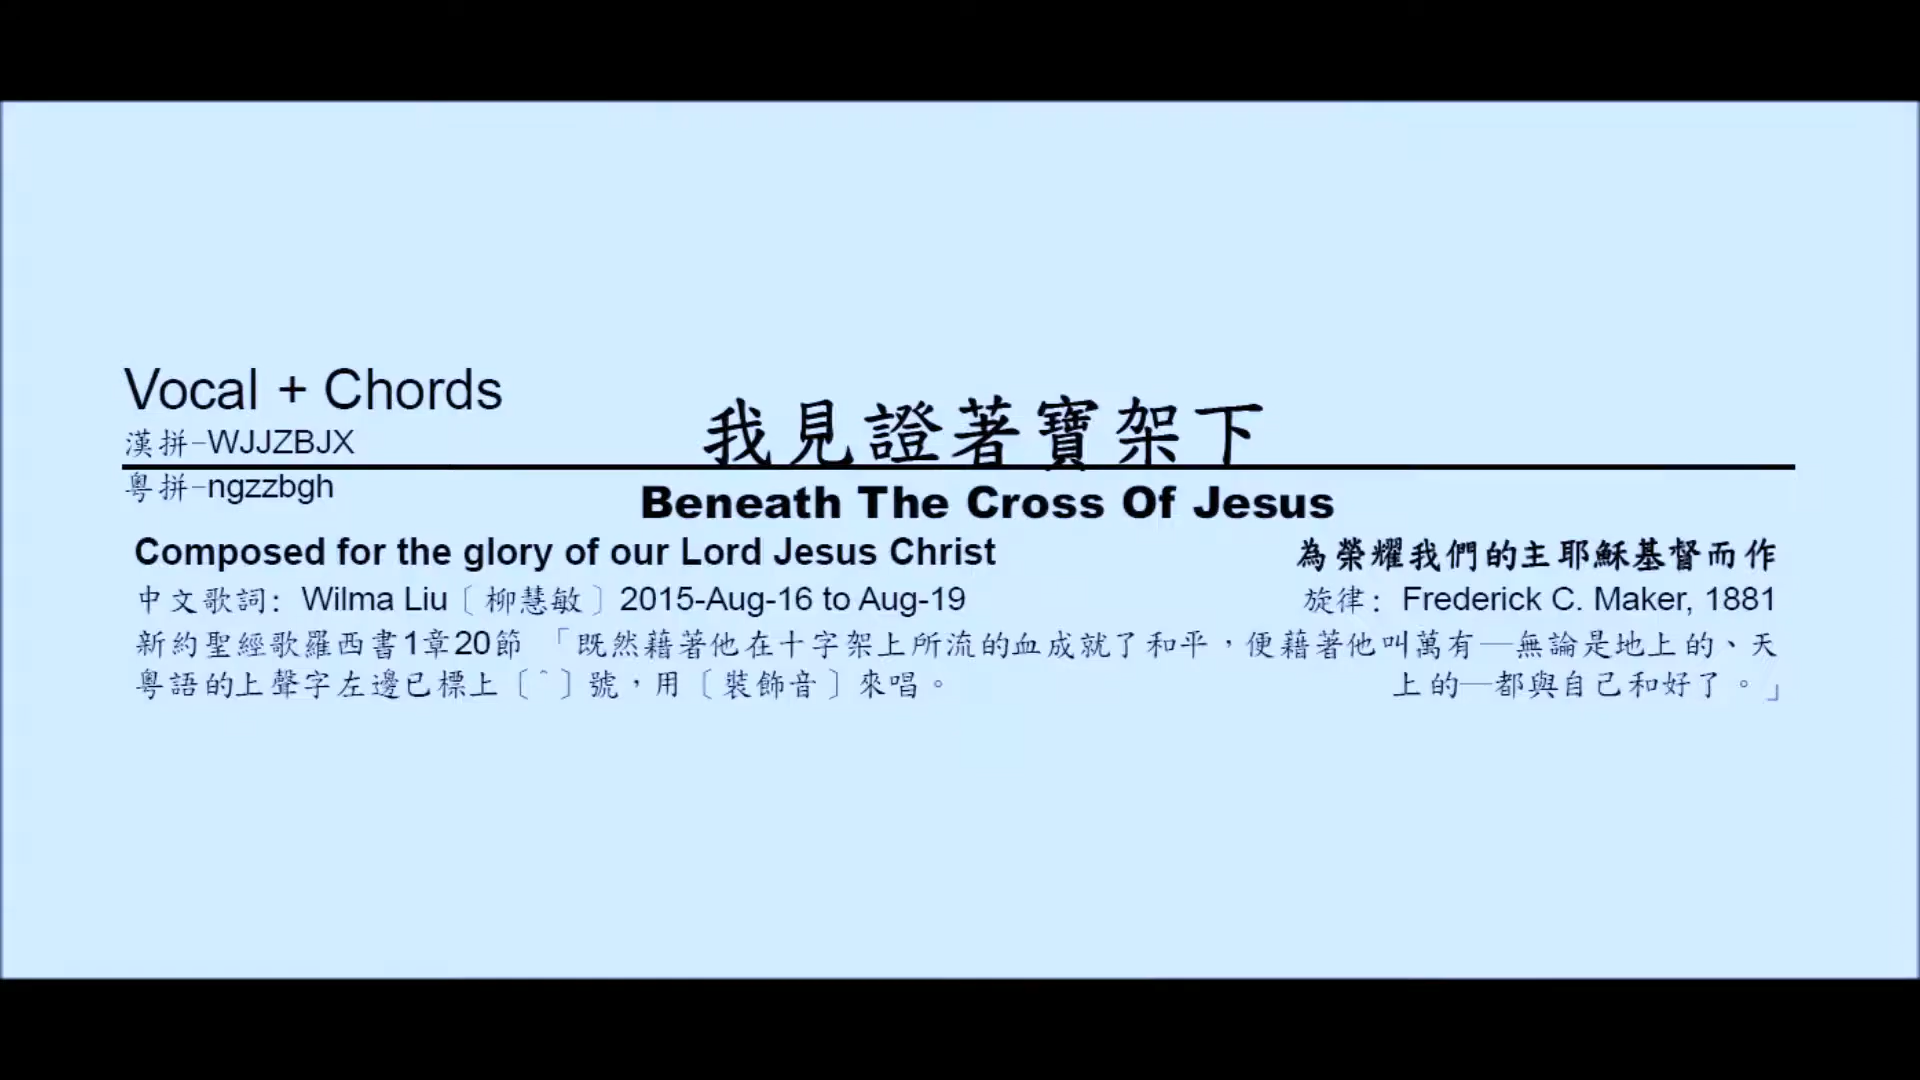 Vocal + Chords
漢拼-WJJZBJX
我見證著寶架下
粵拼-ngzzbgh
Beneath The Cross Of Jesus
Composed for the glory of our Lord Jesus Christ
為榮耀我們的主耶穌基督而作
中文歌詞: Wilma Liu〔柳慧敏〕2015-Aug-16 to Aug-19
旋律: Frederick C. Maker, 1881
新約聖經歌羅西書1章20節 「既然藉著他在十字架上所流的血成就了和平，便藉著他叫萬有─無論是地上的、天
粵語的上聲字左邊已標上〔ˆ〕號，用〔裝飾音〕來唱。
上的─都與自己和好了。」